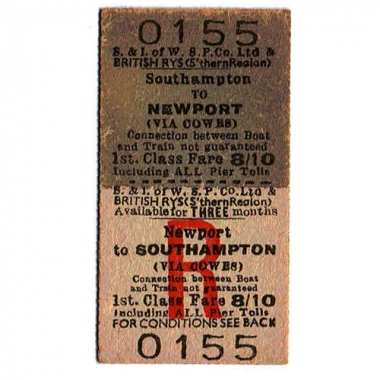 0155
S. & I. of W. S. P. Co. Ltd &
BRITISH RYS (S'thern Region)
Southampton
TO
NEWPORT
(VIA COWES)
Connection between Boat
and Train not guaranteed
1st. Class Fare 8/10
Including ALL Pier Tolls
S. & I. of W. S. P. Co. Ltd &
BRITISH RYS (S'thern Region)
Available for THREE months
Newport
to SOUTHAMPTON
(VIA COWES)
R
Connection between Boat
and Train not guaranteed
1st. Class Fare 8/10
Including ALL Pier Tolls
FOR CONDITIONS SEE BACK
0155